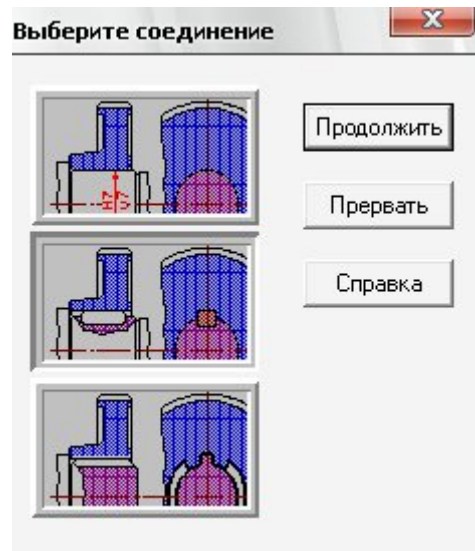 Выберите соединение
Продолжить
Прервать
Справка